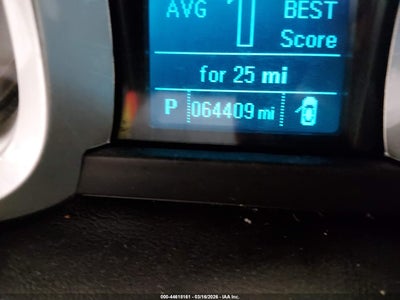 AVG BEST
Score
for 25 mi
P 064409 mi
000-44618161 - 03/16/2026 - IAA Inc.